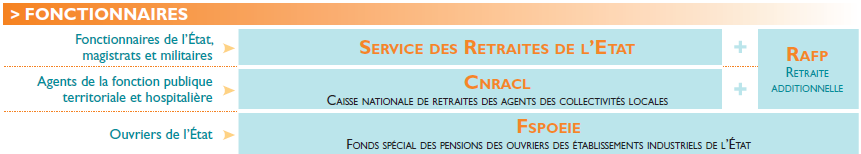 > FONCTIONNAIRES
Fonctionnaires de l'État,
magistrats et militaires
SERVICE DES RETRAITES DE L'ETAT
+
RAFP
RETRAITE
ADDITIONNELLE
Agents de la fonction publique
territoriale et hospitalière
CNRACL
CAISSE NATIONALE DE RETRAITES DES AGENTS DES COLLECTIVITÉS LOCALES
+
Ouvriers de l'État
FSPOEIE
FONDS SPÉCIAL DES PENSIONS DES OUVRIERS DES ÉTABLISSEMENTS INDUSTRIELS DE L'ÉTAT